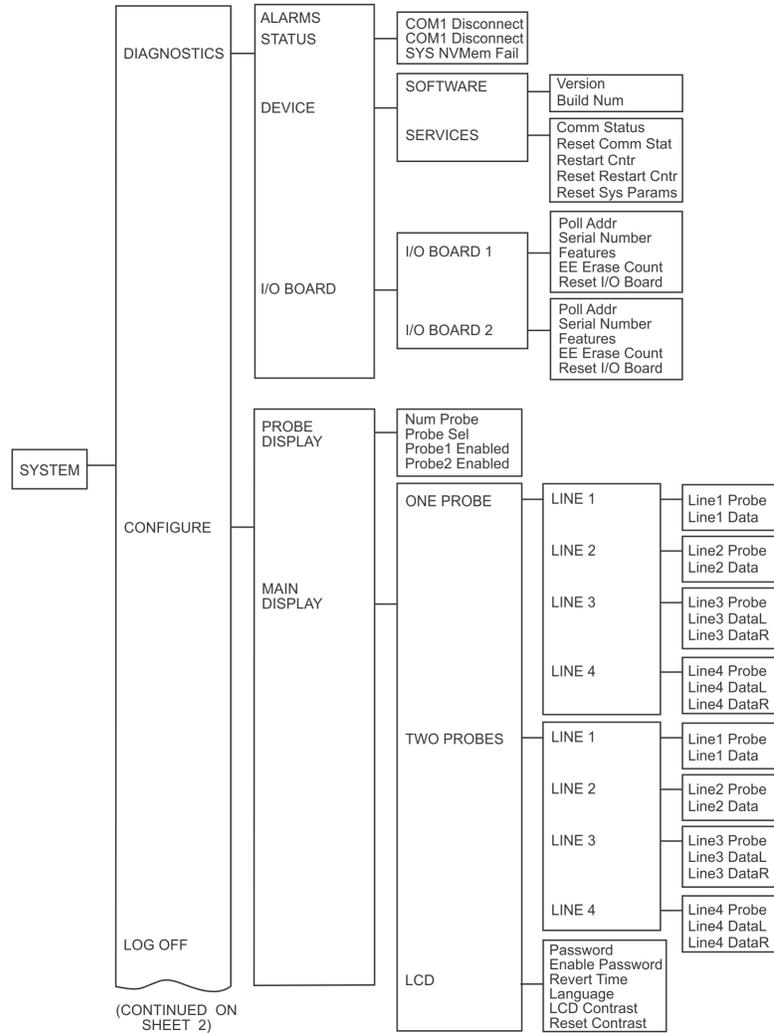 SYSTEM
DIAGNOSTICS
ALARMS
STATUS
COM1 Disconnect
COM1 Disconnect
SYS NVMem Fail
DEVICE
SOFTWARE
Version
Build Num
SERVICES
Comm Status
Reset Comm Stat
Restart Cntr
Reset Restart Cntr
Reset Sys Params
I/O BOARD
I/O BOARD 1
Poll Addr
Serial Number
Features
EE Erase Count
Reset I/O Board
I/O BOARD 2
Poll Addr
Serial Number
Features
EE Erase Count
Reset I/O Board
CONFIGURE
PROBE
DISPLAY
Num Probe
Probe Sel
Probe1 Enabled
Probe2 Enabled
MAIN
DISPLAY
ONE PROBE
LINE 1
Line1 Probe
Line1 Data
LINE 2
Line2 Probe
Line2 Data
LINE 3
Line3 Probe
Line3 DataL
Line3 DataR
LINE 4
Line4 Probe
Line4 DataL
Line4 DataR
TWO PROBES
LINE 1
Line1 Probe
Line1 Data
LINE 2
Line2 Probe
Line2 Data
LINE 3
Line3 Probe
Line3 DataL
Line3 DataR
LINE 4
Line4 Probe
Line4 DataL
Line4 DataR
LCD
Password
Enable Password
Revert Time
Language
LCD Contrast
Reset Contrast
LOG OFF
(CONTINUED ON
SHEET 2)